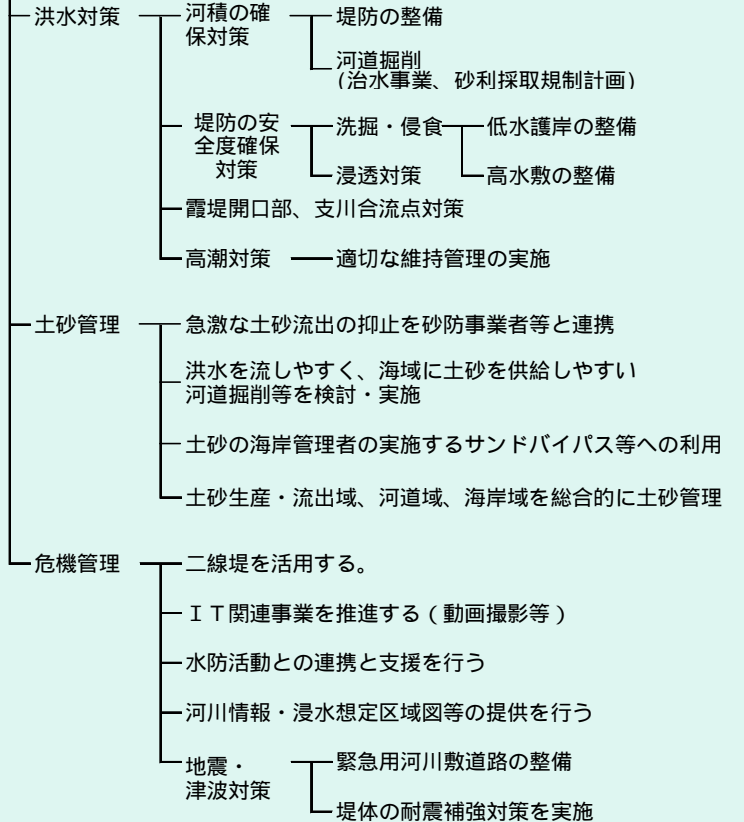 洪水対策
河積の確
保対策
堤防の整備
河道掘削
(治水事業、砂利採取規制計画)
堤防の安
全度確保
対策
洗掘・侵食
低水護岸の整備
浸透対策
高水敷の整備
霞堤開口部、支川合流点対策
高潮対策
適切な維持管理の実施
土砂管理
急激な土砂流出の抑止を砂防事業者等と連携
洪水を流しやすく、海域に土砂を供給しやすい
河道掘削等を検討・実施
土砂の海岸管理者の実施するサンドバイパス等への利用
土砂生産・流出域、河道域、海岸域を総合的に土砂管理
危機管理
二線堤を活用する。
ＩＴ関連事業を推進する（動画撮影等）
水防活動との連携と支援を行う
河川情報・浸水想定区域図等の提供を行う
地震・
津波対策
緊急用河川敷道路の整備
堤体の耐震補強対策を実施